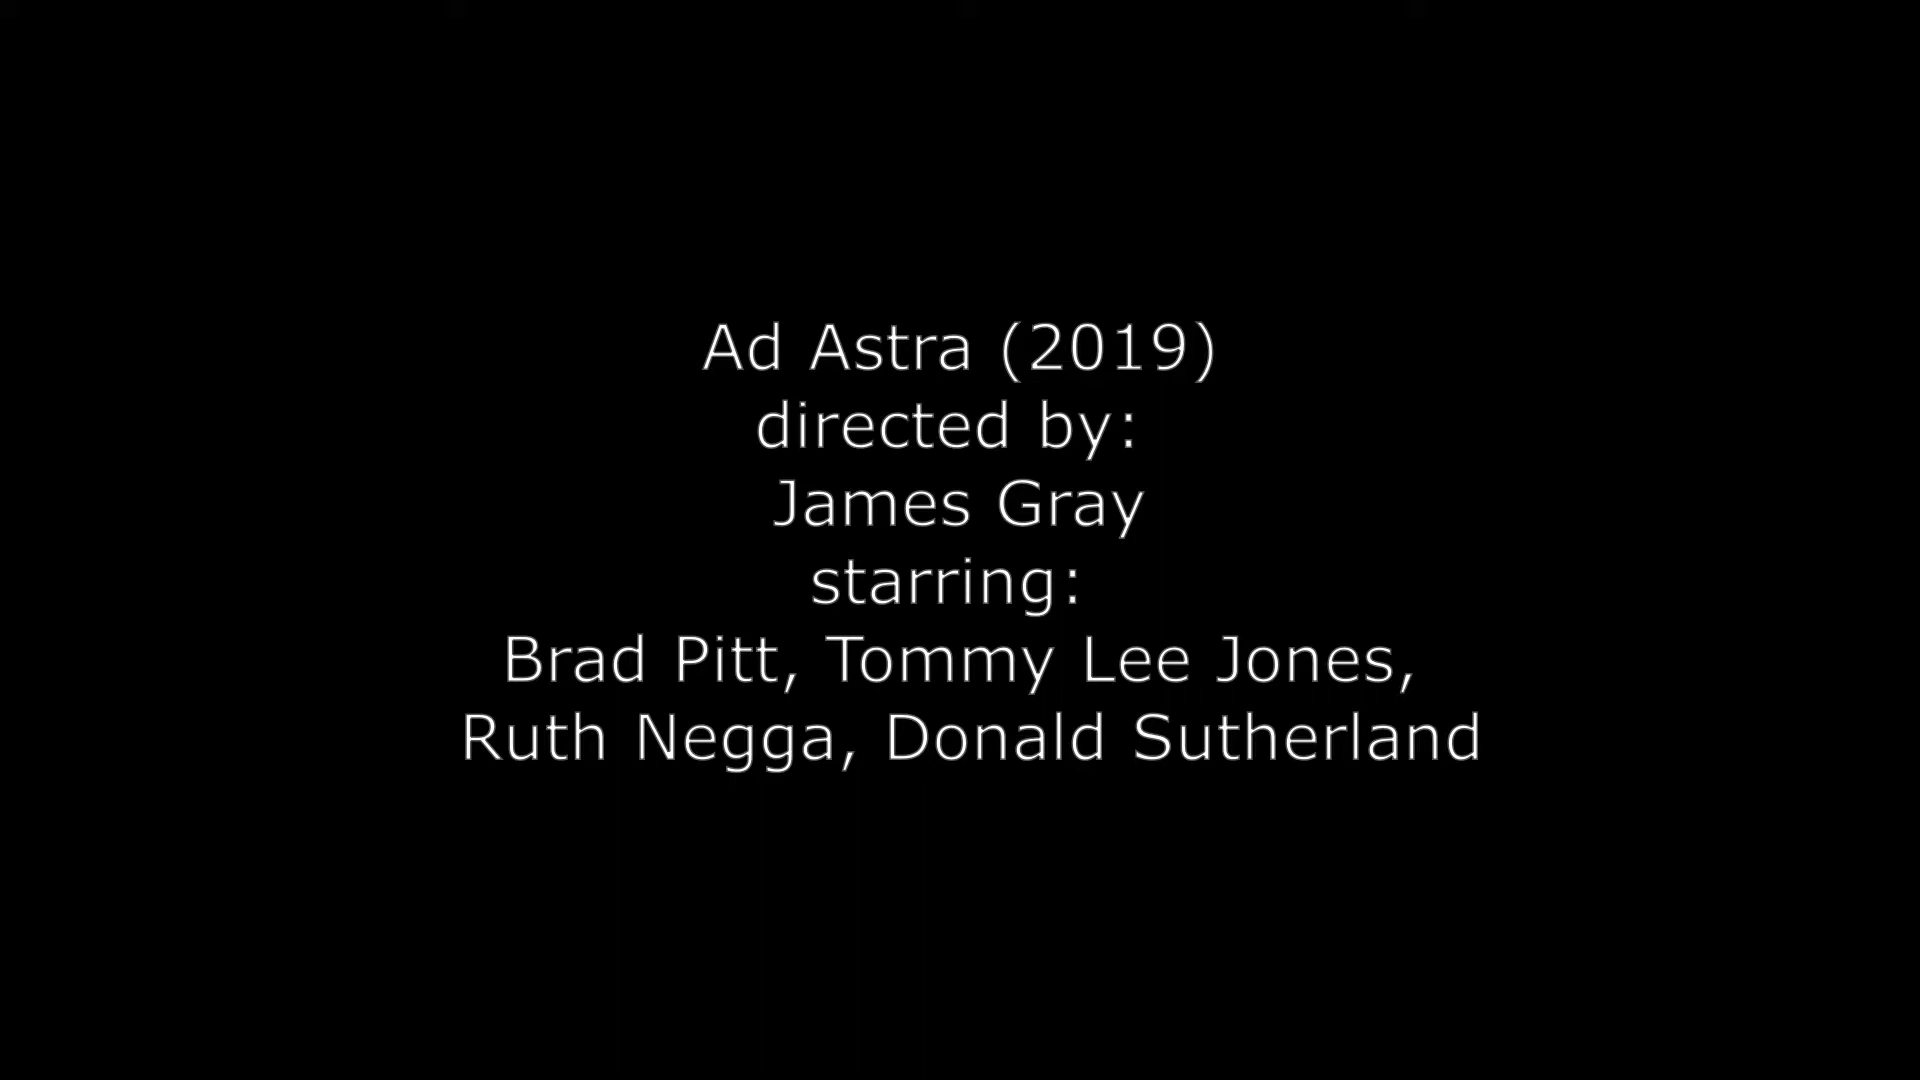 Ad Astra (2019)
directed by:
James Gray
starring:
Brad Pitt, Tommy Lee Jones,
Ruth Negga, Donald Sutherland